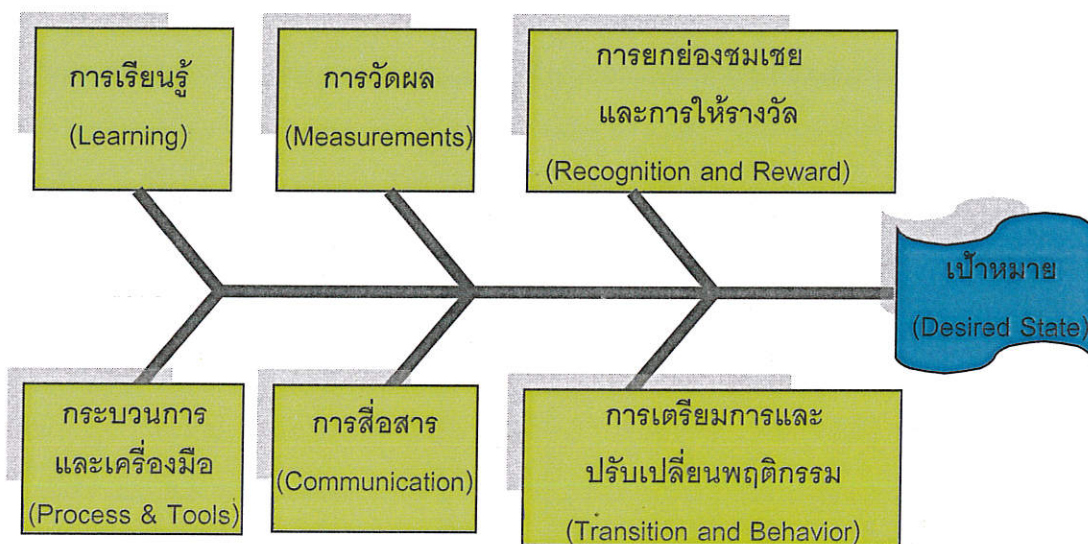 การเรียนรู้
(Learning)
การวัดผล
(Measurements)
การยกย่องชมเชย
และการให้รางวัล
(Recognition and Reward)
เป้าหมาย
(Desired State)
กระบวนการ
และเครื่องมือ
(Process & Tools)
การสื่อสาร
(Communication)
การเตรียมการและ
ปรับเปลี่ยนพฤติกรรม
(Transition and Behavior)